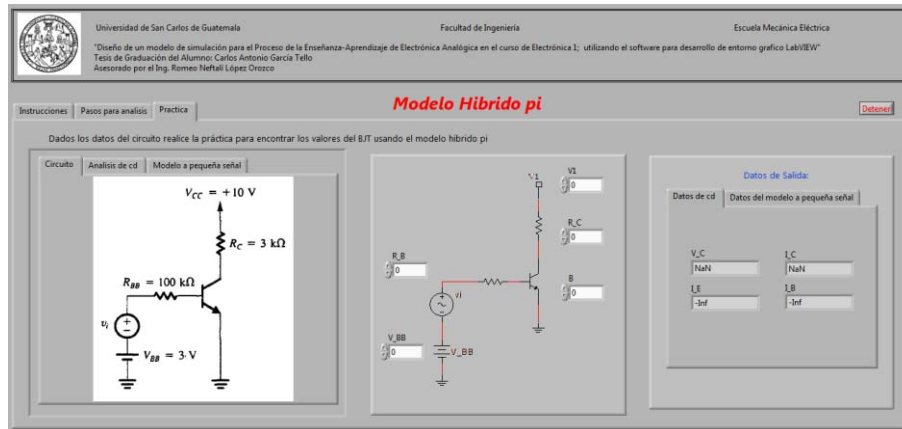 Universidad de San Carlos de Guatemala
Facultad de Ingeniería
Escuela Mecánica Eléctrica
"Diseño de un modelo de simulación para el Proceso de la Enseñanza-Aprendizaje de Electrónica Analógica en el curso de Electrónica 1; utilizando el software para desarrollo de entorno grafico LabVIEW"
Tesis de Graduación del Alumno: Carlos Antonio García Tello
Asesorado por el Ing. Romeo Neftalí López Orozco
Instrucciones
Pasos para analisis
Practica
Modelo Hibrido pi
Detener
Dados los datos del circuito realice la práctica para encontrar los valores del BJT usando el modelo hibrido pi
Circuito
Analisis de cd
Modelo a pequeña señal
V_CC = +10 V
R_C = 3 kΩ
R_BB = 100 kΩ
v_i
V_BB = 3 V
V1
V1
0
R_C
0
R_B
0
B
0
vi
V_BB
0
V_BB
Datos de Salida:
Datos de cd
Datos del modelo a pequeña señal
V_C
I_C
NaN
NaN
I_E
I_B
-Inf
-Inf